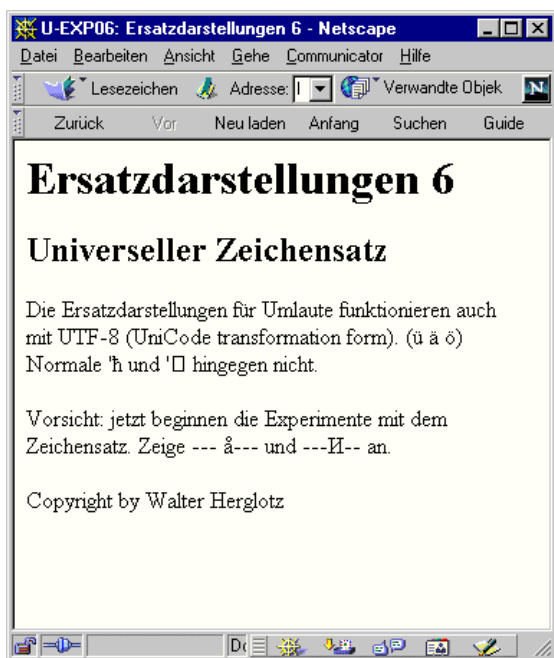 U-EXP06: Ersatzdarstellungen 6 - Netscape
Datei Bearbeiten Ansicht Gehe Communicator Hilfe
Lesezeichen Adresse: Verwandte Objek N
Zurück Vor Neu laden Anfang Suchen Guide
Ersatzdarstellungen 6
Universeller Zeichensatz
Die Ersatzdarstellungen für Umlaute funktionieren auch
mit UTF-8 (UniCode transformation form). (ü ä ö)
Normale 'ħ und '□ hingegen nicht.
Vorsicht: jetzt beginnen die Experimente mit dem
Zeichensatz. Zeige --- å--- und ---И-- an.
Copyright by Walter Herglotz